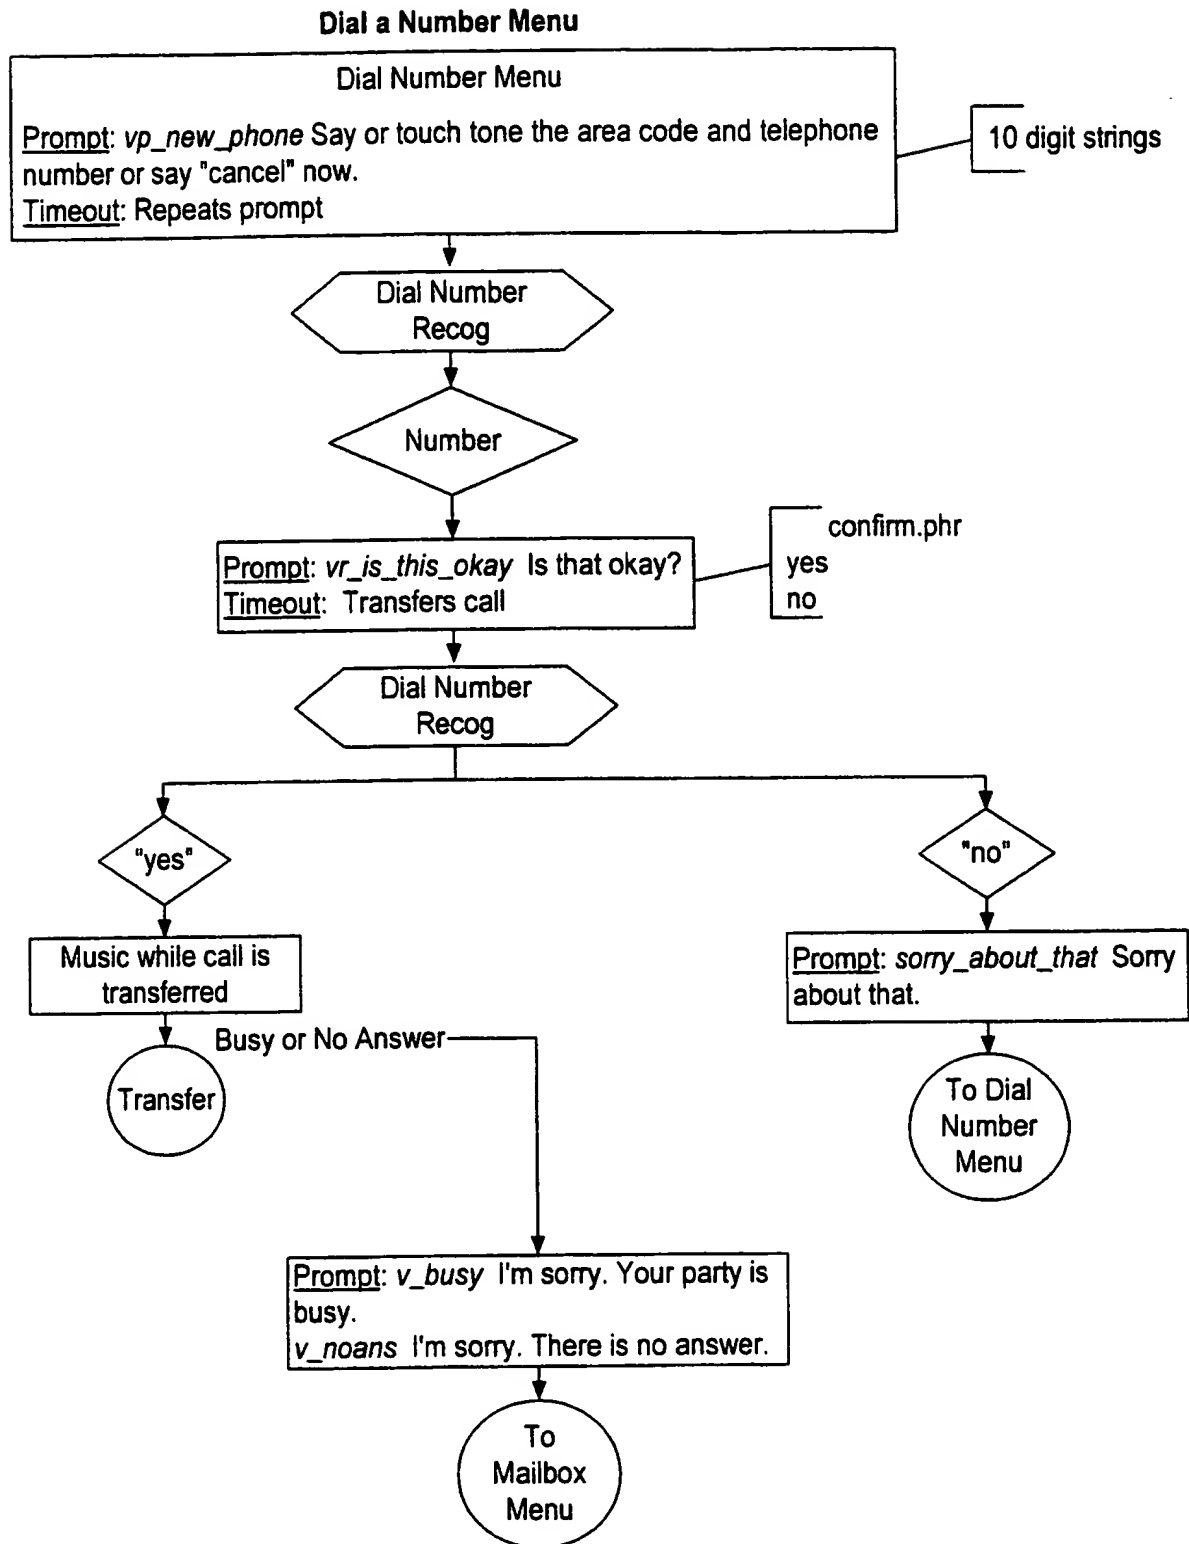 Dial a Number Menu
Dial Number Menu
Prompt: vp_new_phone Say or touch tone the area code and telephone
number or say "cancel" now.
Timeout: Repeats prompt
10 digit strings
Dial Number
Recog
Number
Prompt: vr_is_this_okay Is that okay?
Timeout: Transfers call
confirm.phr
yes
no
Dial Number
Recog
"yes"
"no"
Music while call is
transferred
Prompt: sorry_about_that Sorry
about that.
Busy or No Answer
Transfer
To Dial
Number
Menu
Prompt: v_busy I'm sorry. Your party is
busy.
v_noans I'm sorry. There is no answer.
To
Mailbox
Menu